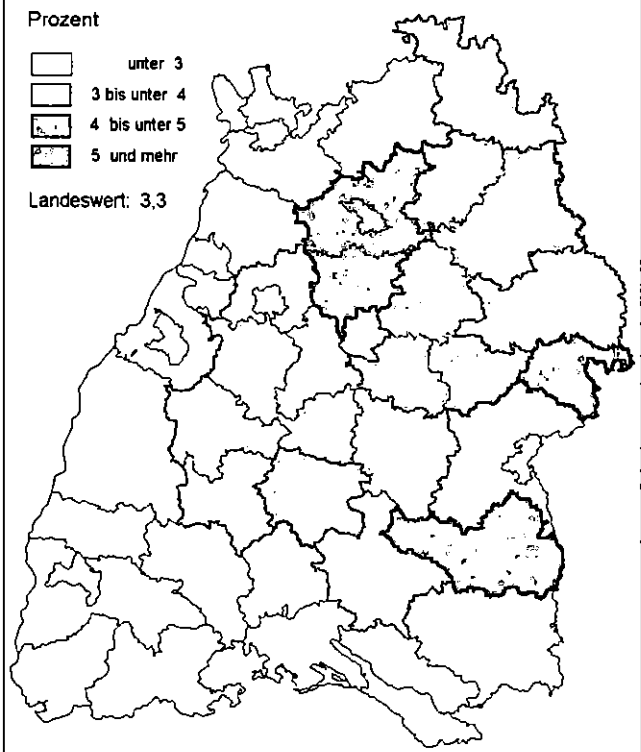 Prozent
unter 3
3 bis unter 4
4 bis unter 5
5 und mehr
Landeswert: 3,3